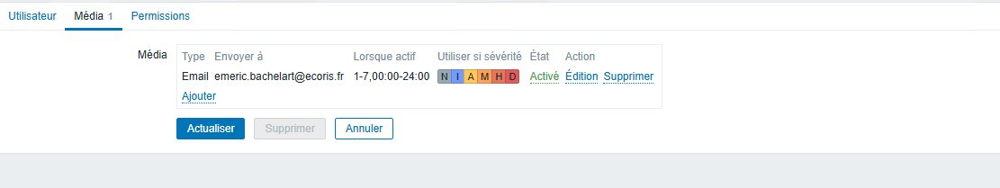 Utilisateur Média 1 Permissions
Média Type Envoyer à Lorsque actif Utiliser si sévérité État Action
Email emeric.bachelart@ecoris.fr 1-7,00:00-24:00 N I A M H D Activé Édition Supprimer
Ajouter
Actualiser Supprimer Annuler